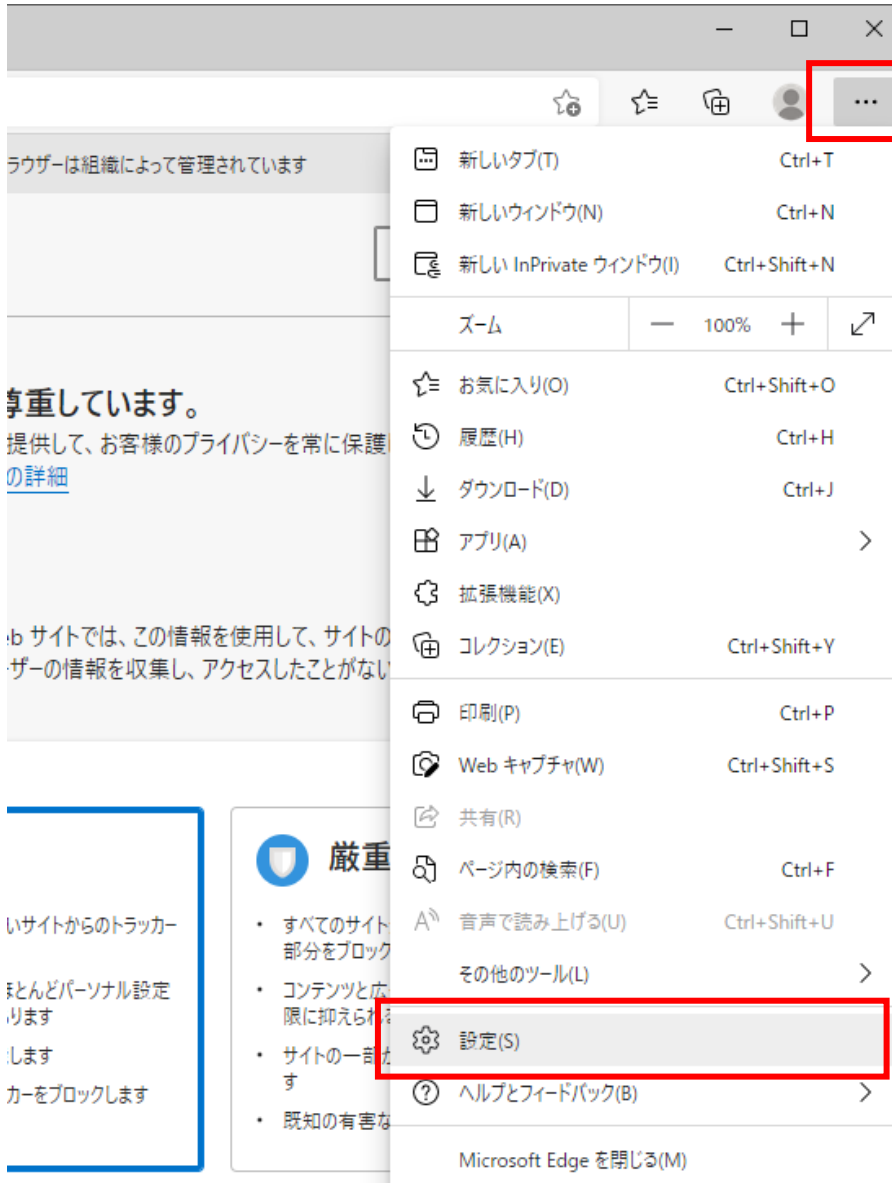 ラウザーは組織によって管理されています
尊重しています。
提供して、お客様のプライバシーを常に保護
の詳細
eb サイトでは、この情報を使用して、サイトの
ザーの情報を収集し、アクセスしたことがない
いサイトからのトラッカー
ほとんどパーソナル設定
ります
します
カーをブロックします
厳重
• すべてのサイト
部分をブロック
• コンテンツと広
限に抑えられ
• サイトの一部が
す
• 既知の有害な
新しいタブ(T) Ctrl+T
新しいウィンドウ(N) Ctrl+N
新しい InPrivate ウィンドウ(I) Ctrl+Shift+N
ズーム — 100% +
お気に入り(O) Ctrl+Shift+O
履歴(H) Ctrl+H
ダウンロード(D) Ctrl+J
アプリ(A)
拡張機能(X)
コレクション(E) Ctrl+Shift+Y
印刷(P) Ctrl+P
Web キャプチャ(W) Ctrl+Shift+S
共有(R)
ページ内の検索(F) Ctrl+F
音声で読み上げる(U) Ctrl+Shift+U
その他のツール(L)
設定(S)
ヘルプとフィードバック(B)
Microsoft Edge を閉じる(M)